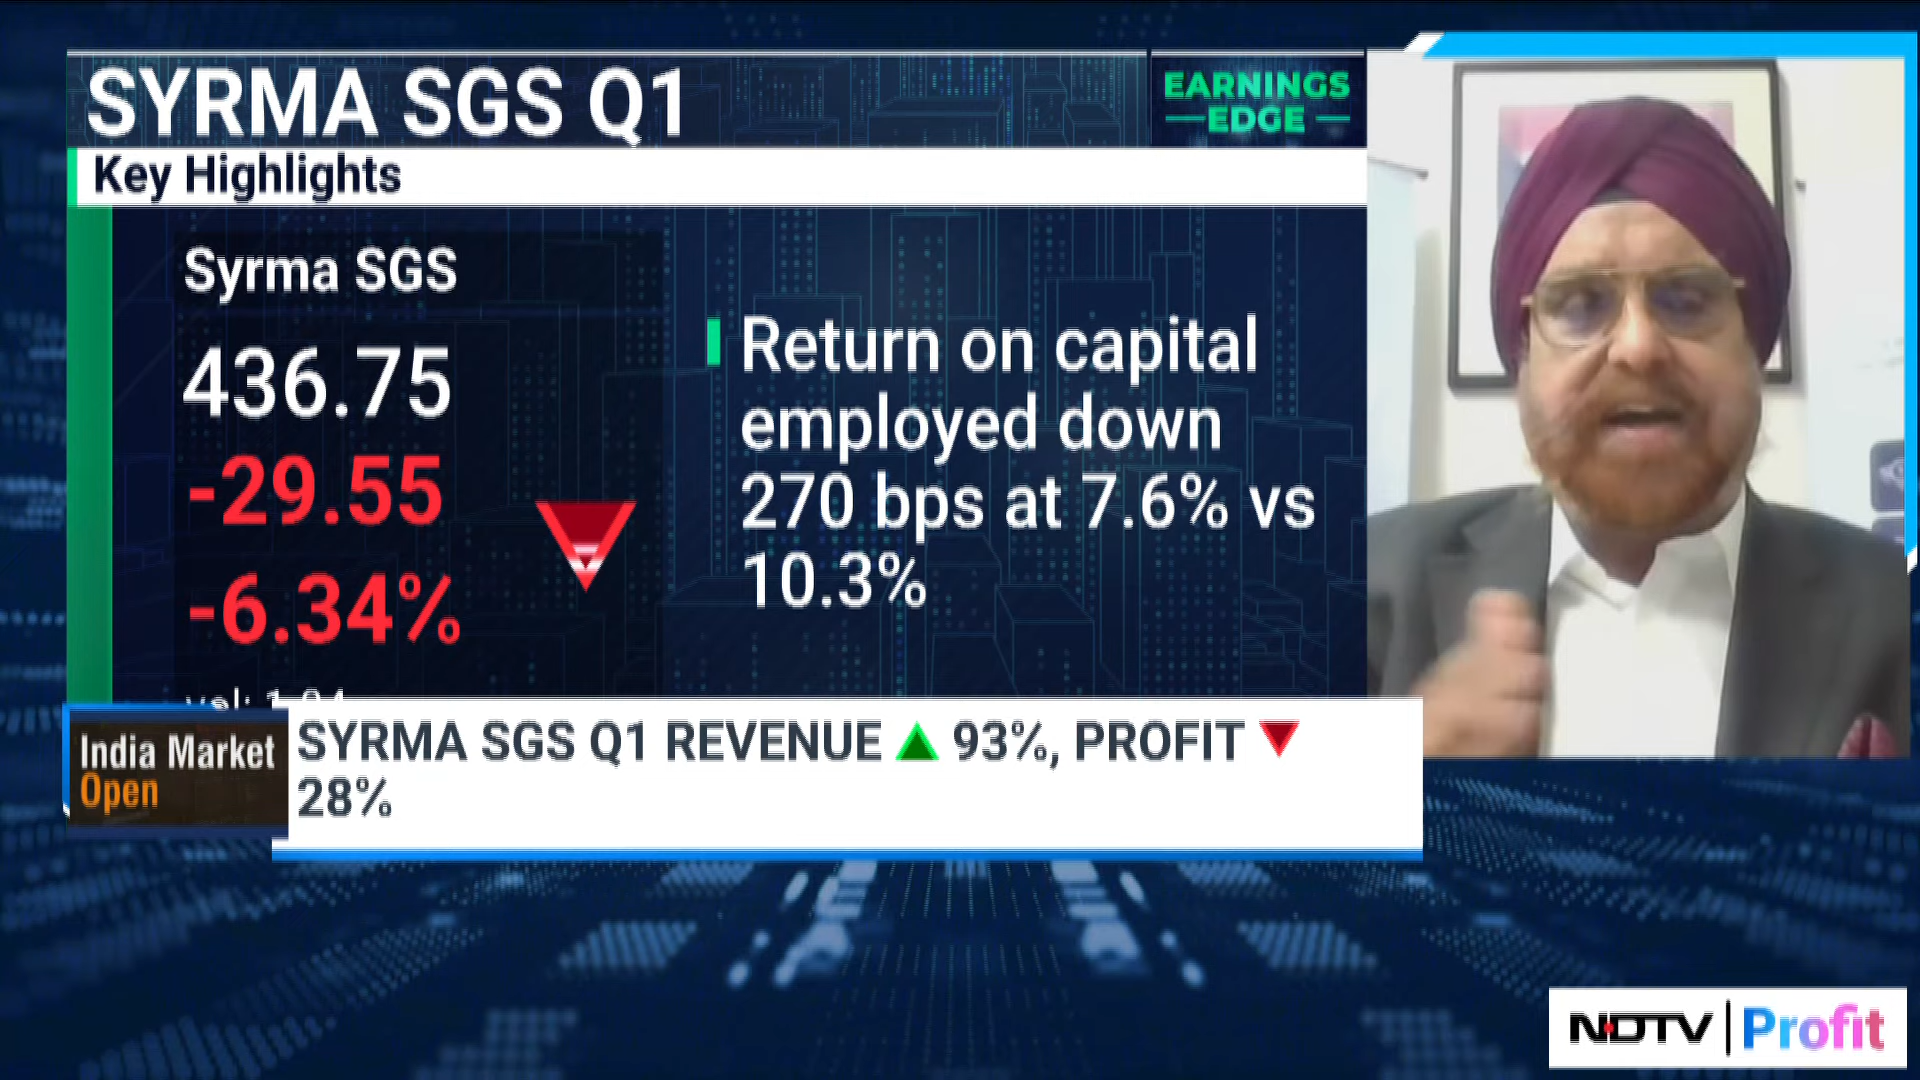 SYRMA SGS Q1
EARNINGS
EDGE
Key Highlights
Syrma SGS
436.75
-29.55
-6.34%
Return on capital
employed down
270 bps at 7.6% vs
10.3%
India Market
Open
SYRMA SGS Q1 REVENUE ▲ 93%, PROFIT ▼
28%
NDTV | Profit